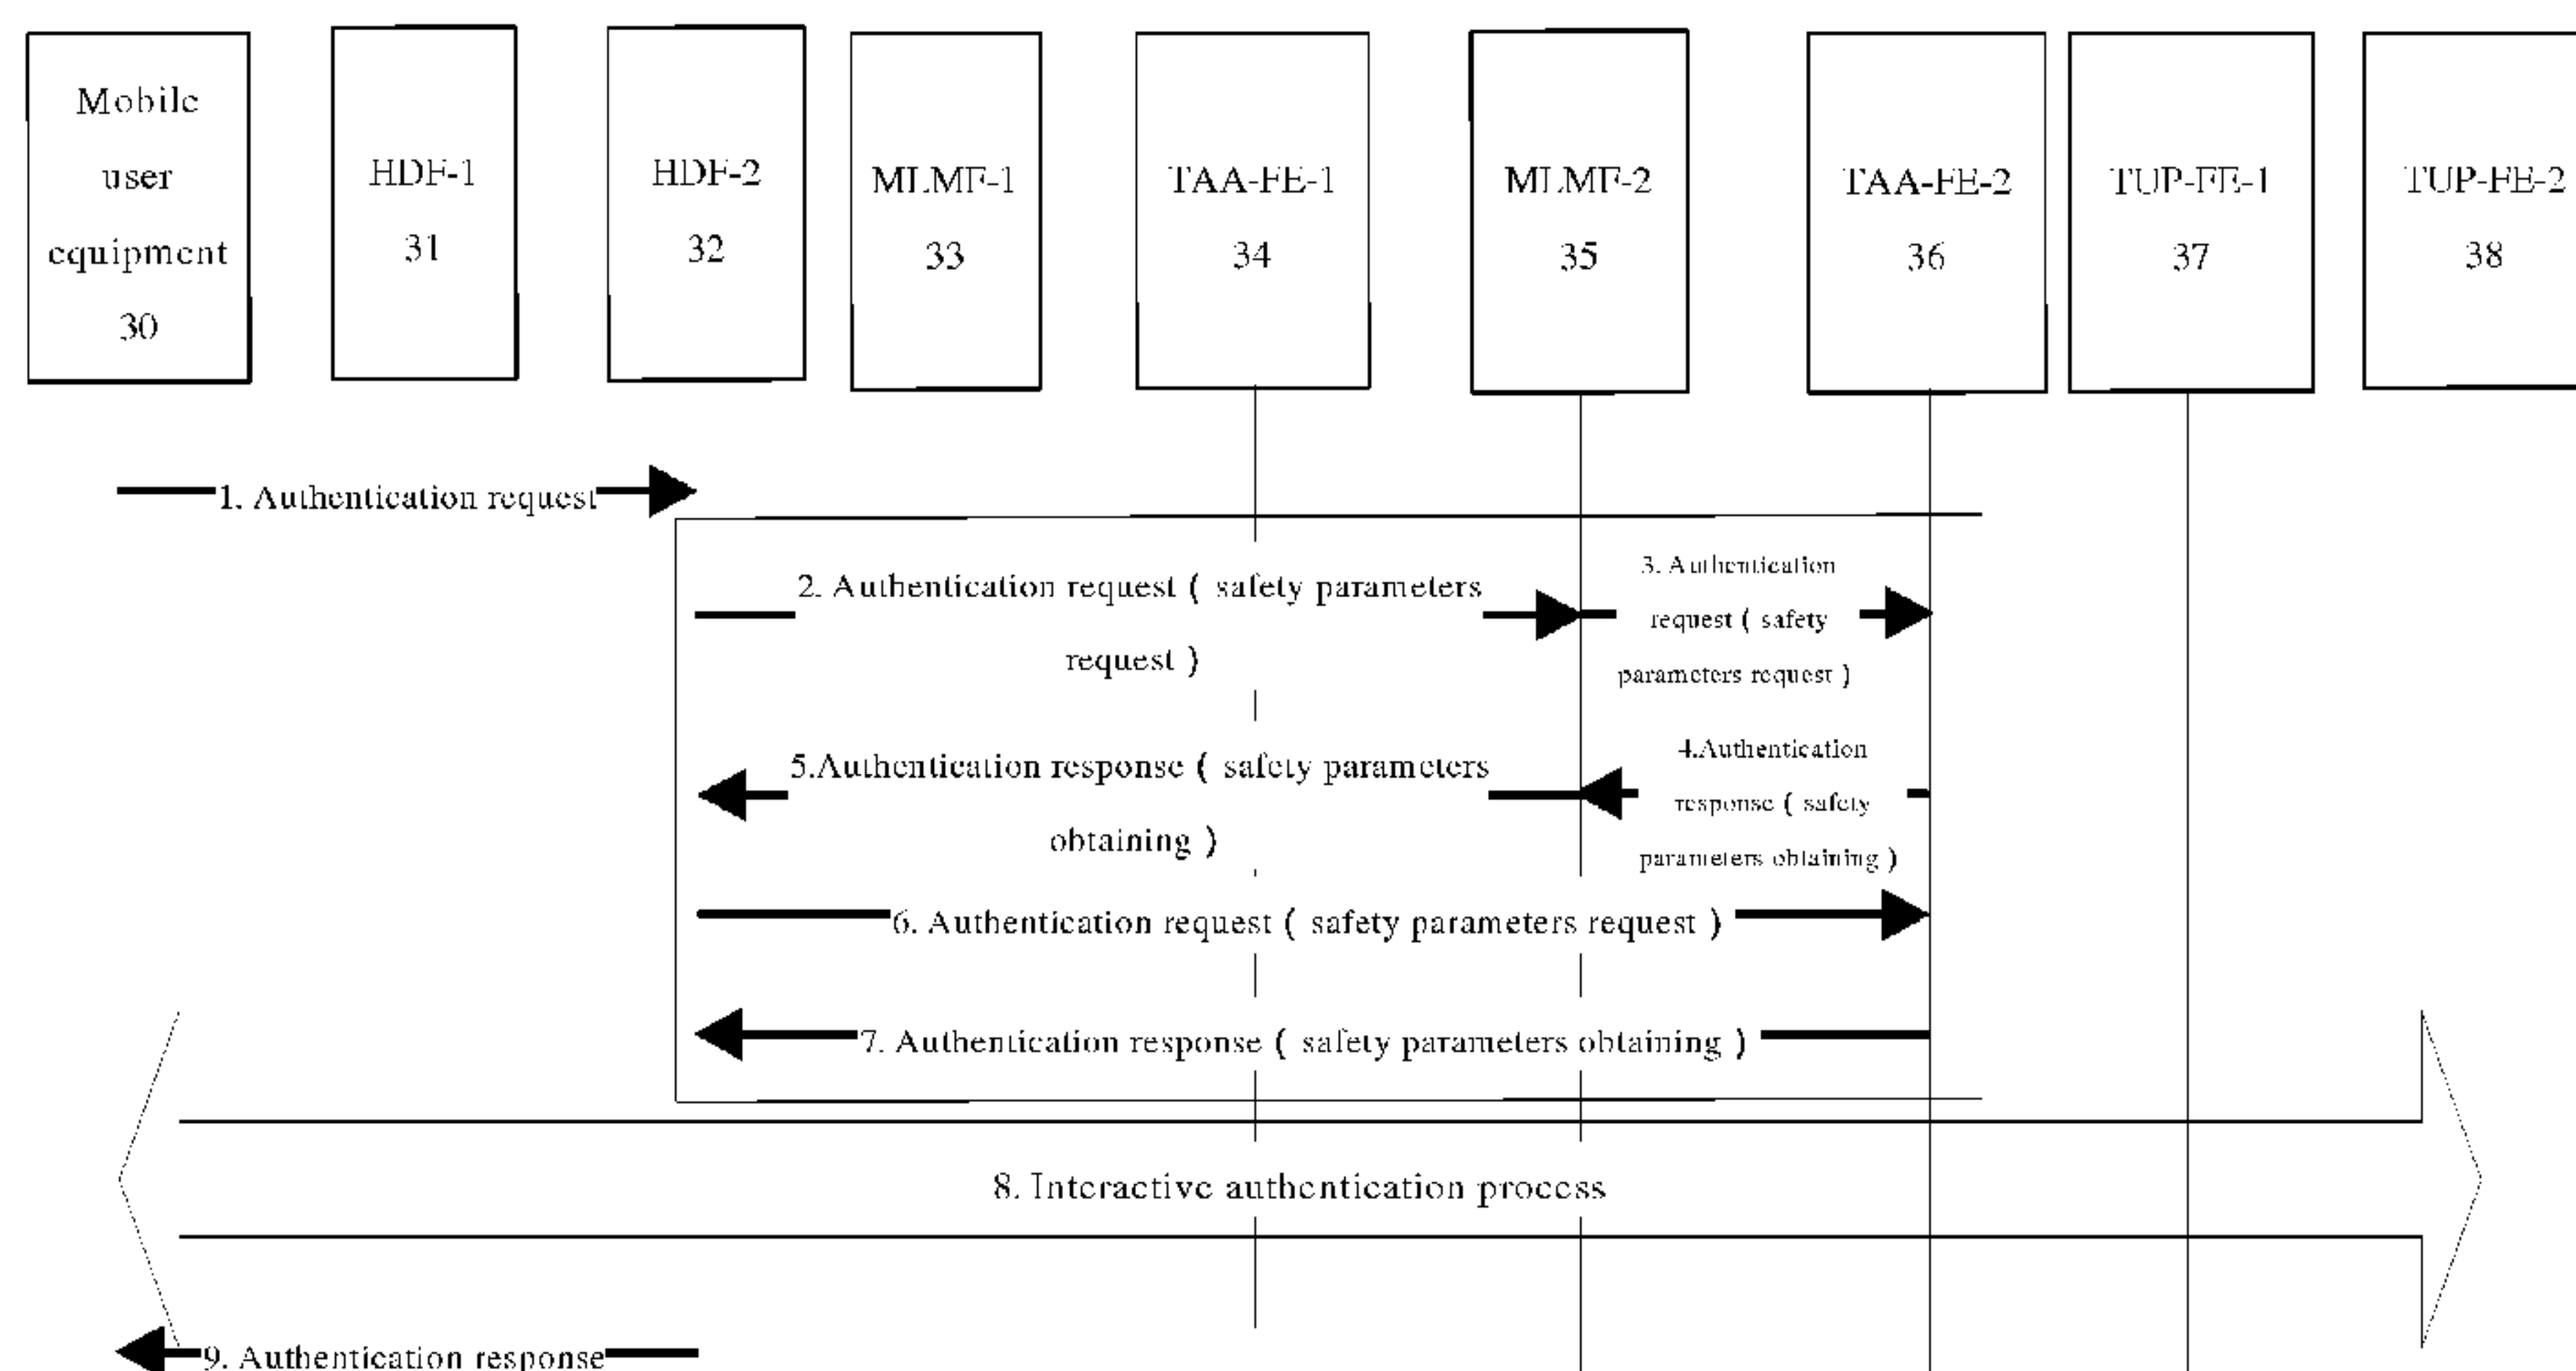 Mobile
user
equipment
30
HDF-1
31
HDF-2
32
MLMF-1
33
TAA-FE-1
34
MLMF-2
35
TAA-FE-2
36
TUP-FE-1
37
TUP-FE-2
38
1. Authentication request
2. Authentication request ( safety parameters
request )
3. Authentication
request ( safety
parameters request )
4.Authentication
response ( safety
parameters obtaining )
5.Authentication response ( safety parameters
obtaining )
6. Authentication request ( safety parameters request )
7. Authentication response ( safety parameters obtaining )
8. Interactive authentication process
9. Authentication response